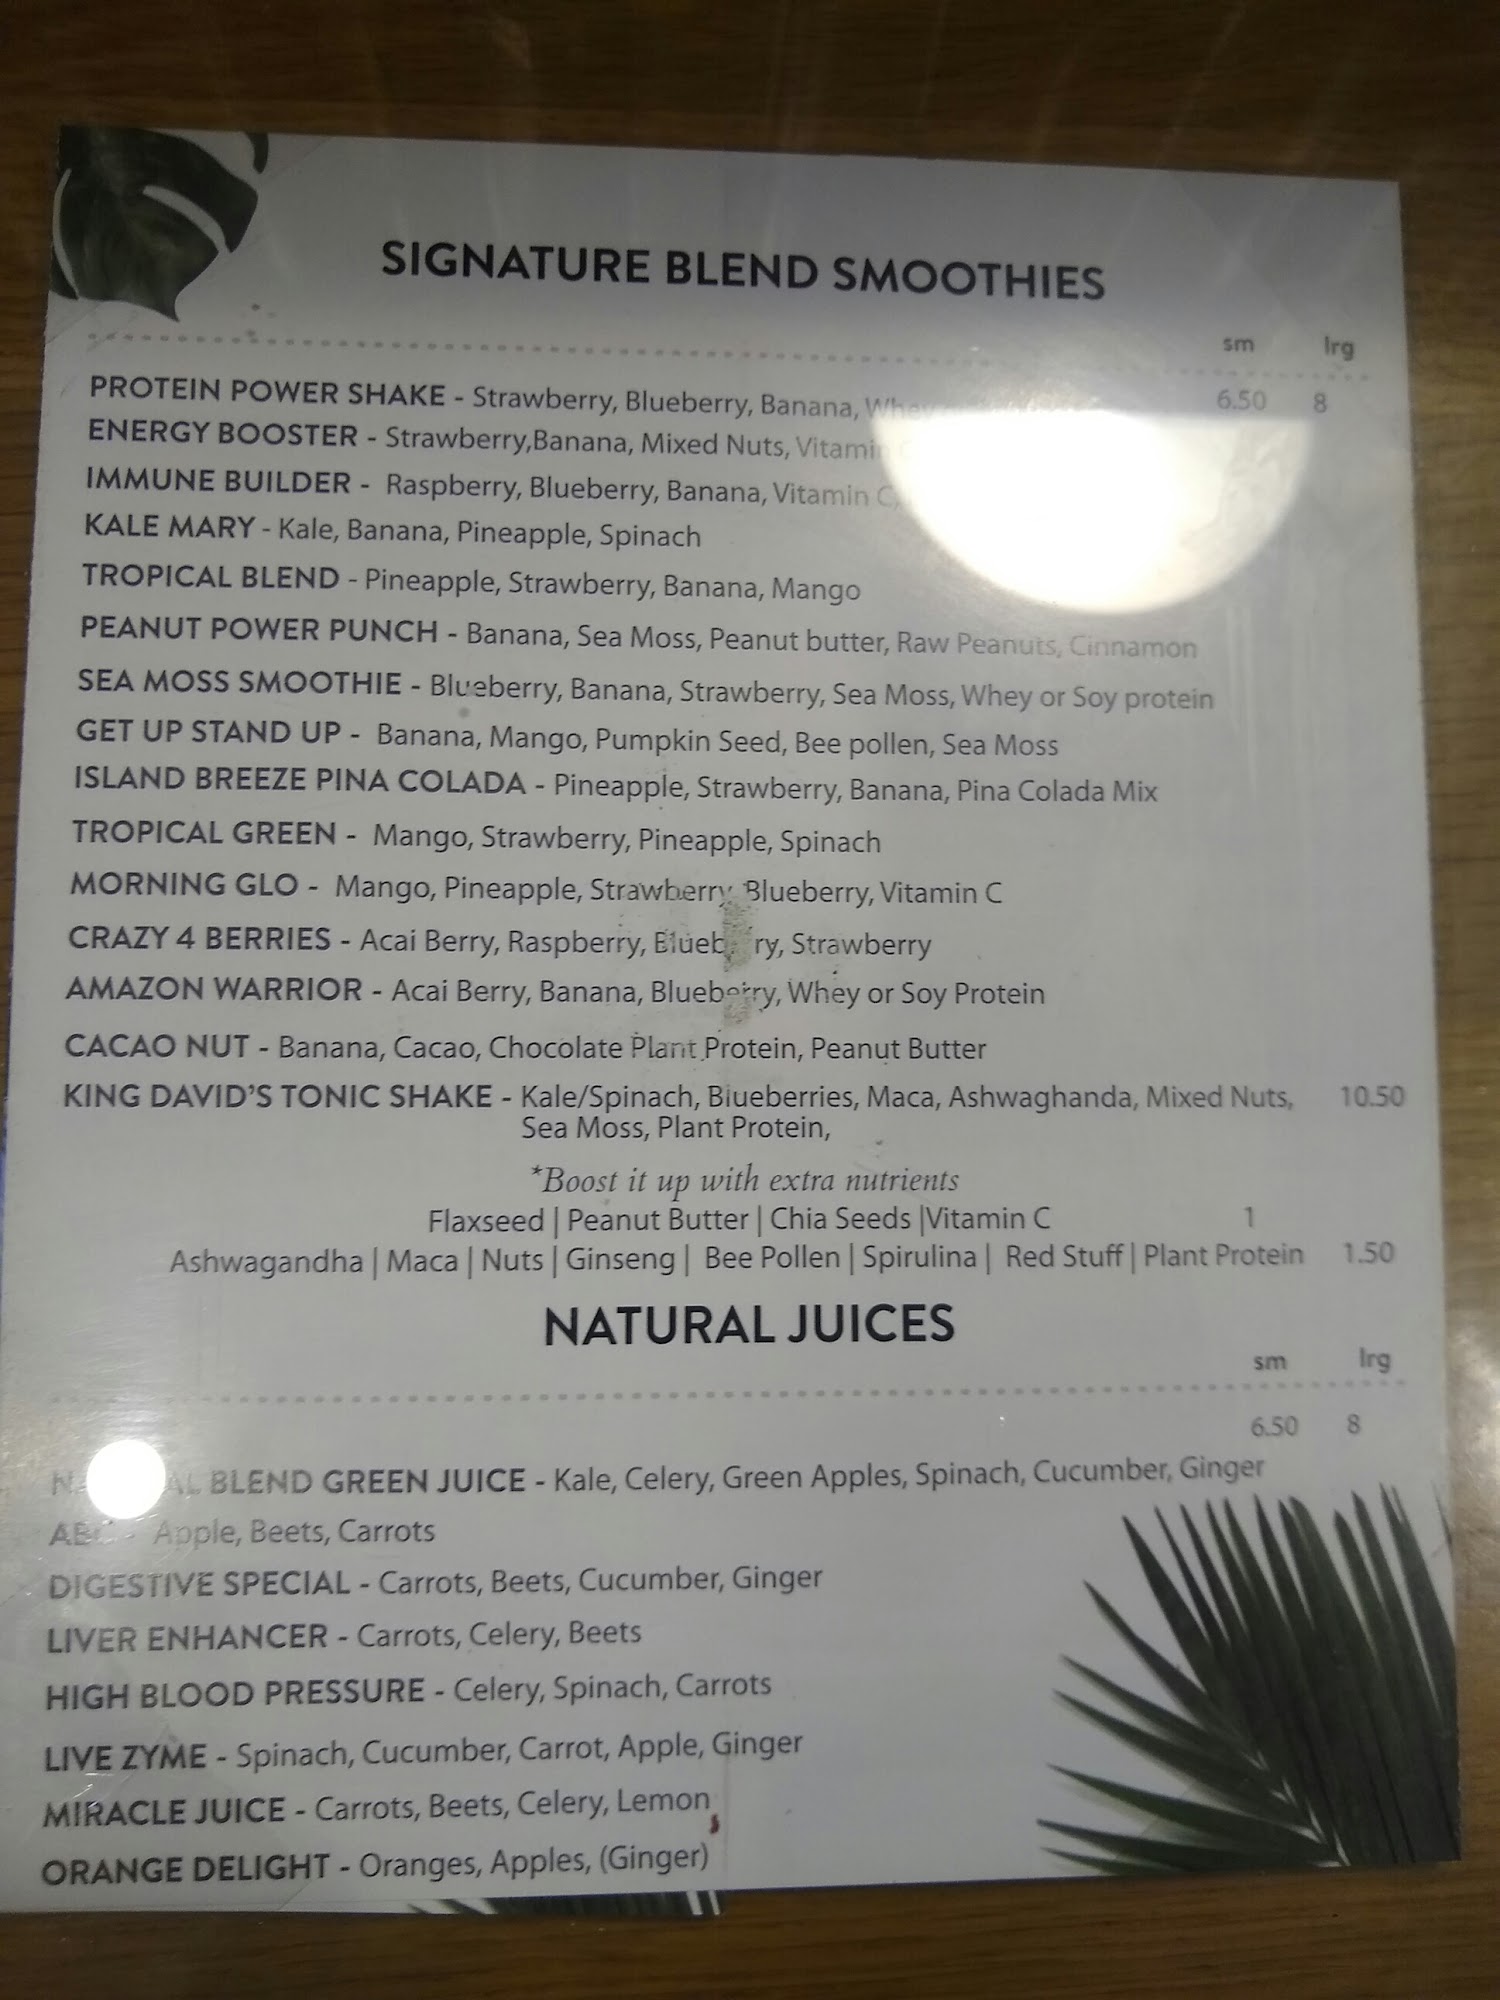 SIGNATURE BLEND SMOOTHIES
sm lrg
PROTEIN POWER SHAKE - Strawberry, Blueberry, Banana, Whey 6.50 8
ENERGY BOOSTER - Strawberry,Banana, Mixed Nuts, Vitamin
IMMUNE BUILDER - Raspberry, Blueberry, Banana, Vitamin C,
KALE MARY - Kale, Banana, Pineapple, Spinach
TROPICAL BLEND - Pineapple, Strawberry, Banana, Mango
PEANUT POWER PUNCH - Banana, Sea Moss, Peanut butter, Raw Peanuts, Cinnamon
SEA MOSS SMOOTHIE - Blueberry, Banana, Strawberry, Sea Moss, Whey or Soy protein
GET UP STAND UP - Banana, Mango, Pumpkin Seed, Bee pollen, Sea Moss
ISLAND BREEZE PINA COLADA - Pineapple, Strawberry, Banana, Pina Colada Mix
TROPICAL GREEN - Mango, Strawberry, Pineapple, Spinach
MORNING GLO - Mango, Pineapple, Strawberry, Blueberry, Vitamin C
CRAZY 4 BERRIES - Acai Berry, Raspberry, Blueberry, Strawberry
AMAZON WARRIOR - Acai Berry, Banana, Blueberry, Whey or Soy Protein
CACAO NUT - Banana, Cacao, Chocolate Plant Protein, Peanut Butter
KING DAVID'S TONIC SHAKE - Kale/Spinach, Blueberries, Maca, Ashwaghanda, Mixed Nuts, 10.50
Sea Moss, Plant Protein,
*Boost it up with extra nutrients
Flaxseed | Peanut Butter | Chia Seeds |Vitamin C 1
Ashwagandha | Maca | Nuts | Ginseng | Bee Pollen | Spirulina | Red Stuff | Plant Protein 1.50
NATURAL JUICES
sm lrg
6.50 8
BLEND GREEN JUICE - Kale, Celery, Green Apples, Spinach, Cucumber, Ginger
ABC - Apple, Beets, Carrots
DIGESTIVE SPECIAL - Carrots, Beets, Cucumber, Ginger
LIVER ENHANCER - Carrots, Celery, Beets
HIGH BLOOD PRESSURE - Celery, Spinach, Carrots
LIVE ZYME - Spinach, Cucumber, Carrot, Apple, Ginger
MIRACLE JUICE - Carrots, Beets, Celery, Lemon
ORANGE DELIGHT - Oranges, Apples, (Ginger)